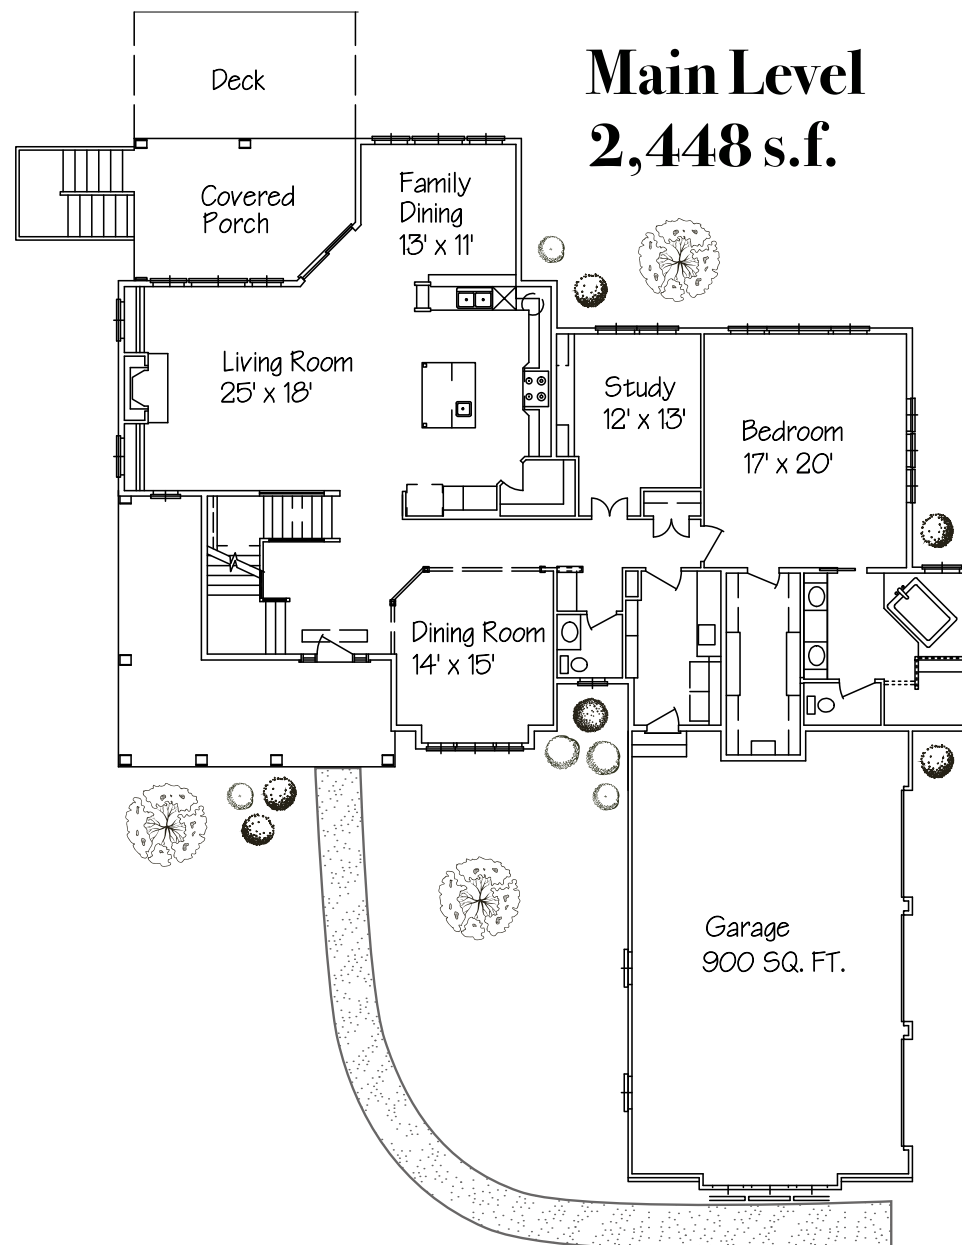 Main Level
2,448 s.f.
Deck
Covered
Porch
Family
Dining
13' x 11'
Living Room
25' x 18'
Study
12' x 13'
Bedroom
17' x 20'
Dining Room
14' x 15'
Garage
900 SQ. FT.